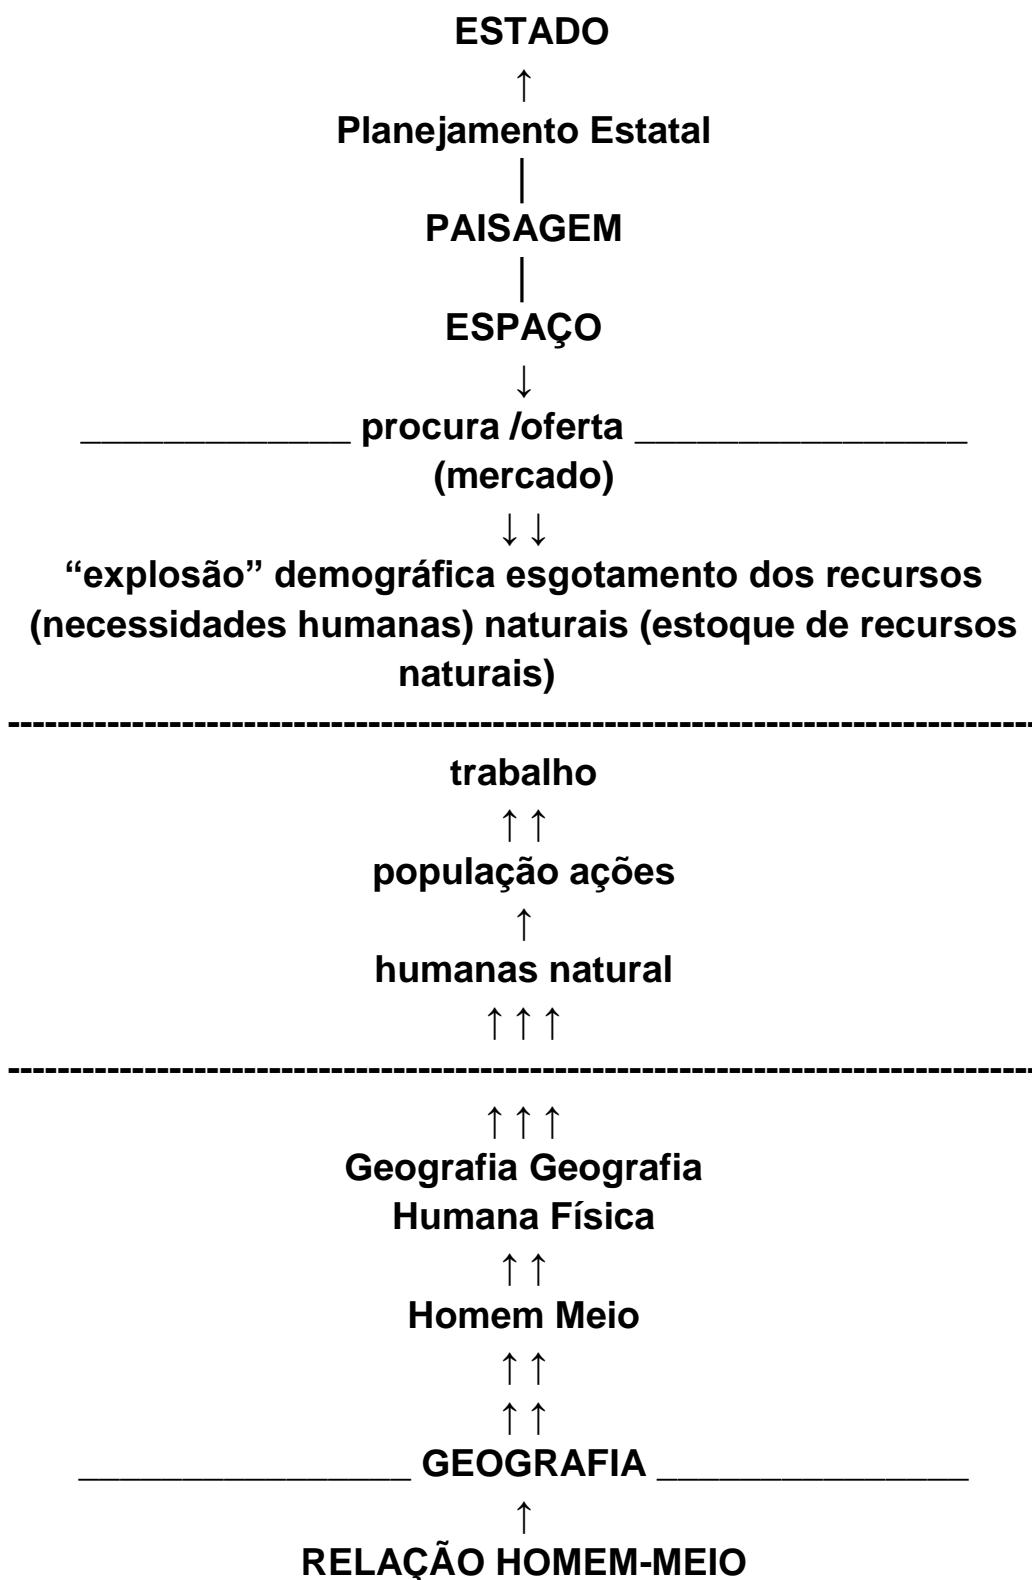 ESTADO
↑
Planejamento Estatal
|
PAISAGEM
|
ESPAÇO
↓
_____________ procura /oferta ________________
(mercado)
↓ ↓
“explosão” demográfica esgotamento dos recursos
(necessidades humanas) naturais (estoque de recursos
naturais)
-------------------------------------------------------------------------------------
trabalho
↑ ↑
população ações
↑
humanas natural
↑ ↑ ↑
-------------------------------------------------------------------------------------
↑ ↑ ↑
Geografia Geografia
Humana Física
↑ ↑
Homem Meio
↑ ↑
↑ ↑
________________ GEOGRAFIA _______________
↑
RELAÇÃO HOMEM-MEIO